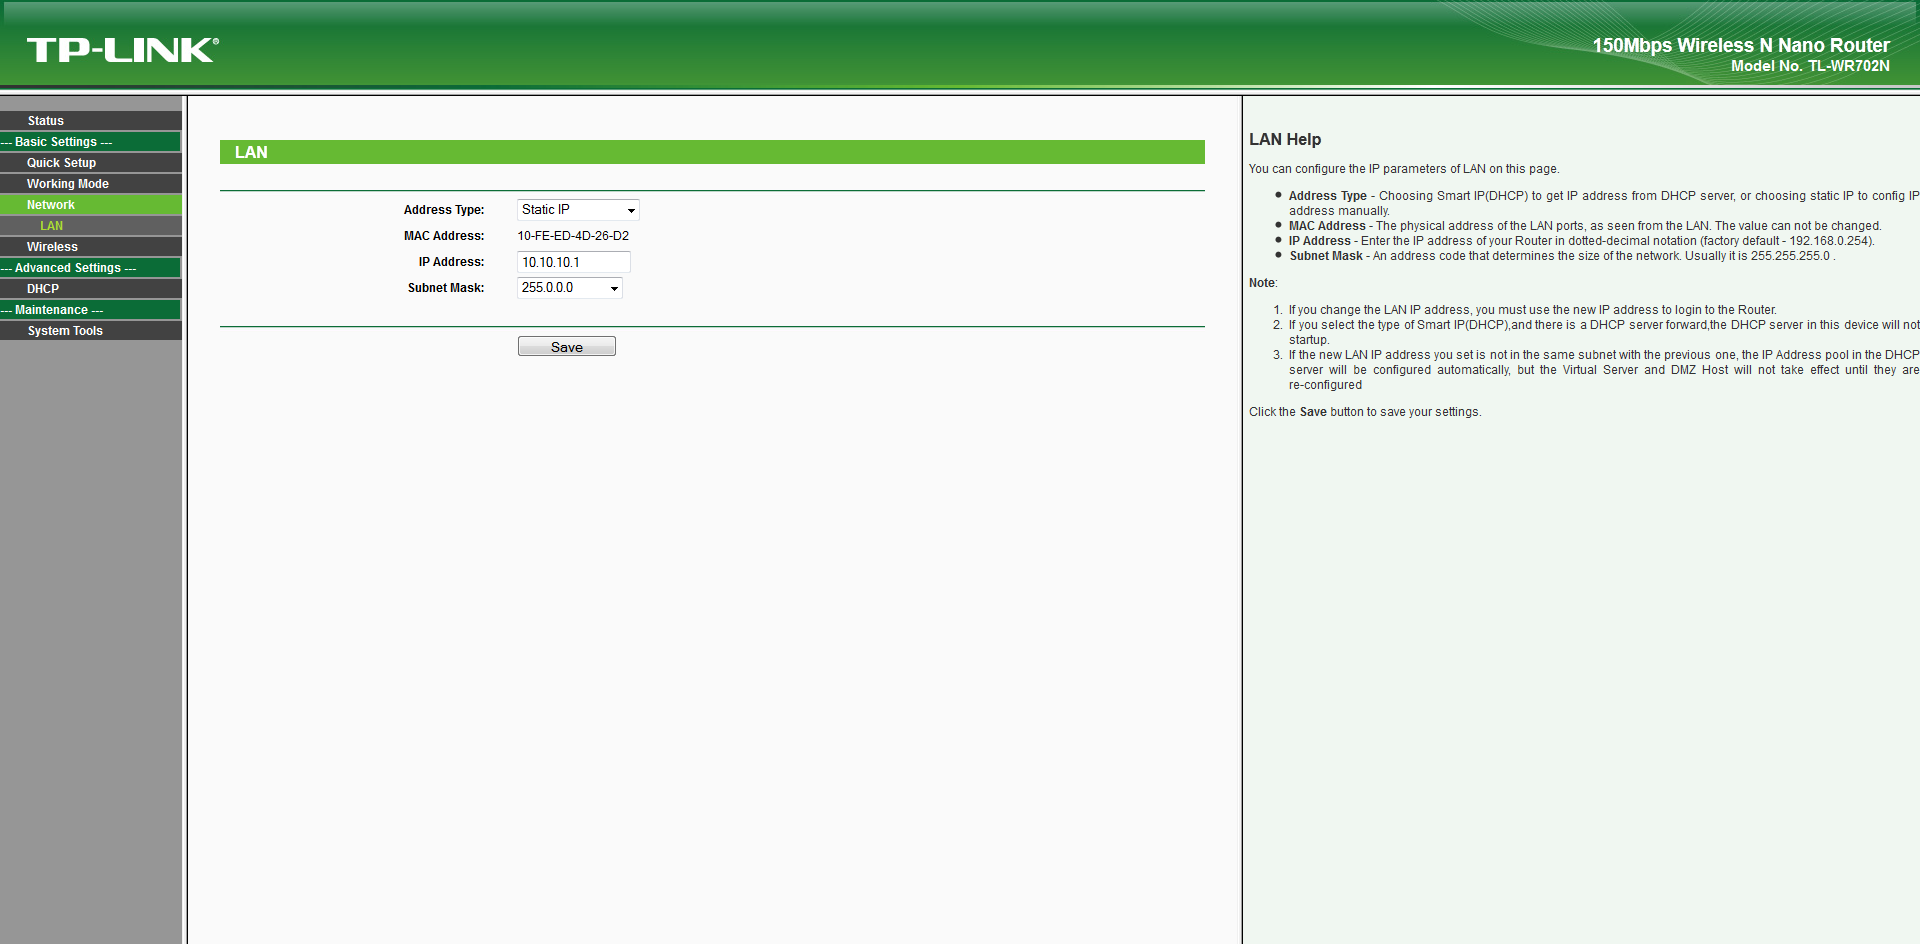 TP-LINK®
150Mbps Wireless N Nano Router
Model No. TL-WR702N
Status
--- Basic Settings ---
Quick Setup
Working Mode
Network
LAN
Wireless
--- Advanced Settings ---
DHCP
--- Maintenance ---
System Tools
LAN
Address Type: Static IP
MAC Address: 10-FE-ED-4D-26-D2
IP Address: 10.10.10.1
Subnet Mask: 255.0.0.0
Save
LAN Help
You can configure the IP parameters of LAN on this page.
● Address Type - Choosing Smart IP(DHCP) to get IP address from DHCP server, or choosing static IP to config IP
address manually.
● MAC Address - The physical address of the LAN ports, as seen from the LAN. The value can not be changed.
● IP Address - Enter the IP address of your Router in dotted-decimal notation (factory default - 192.168.0.254).
● Subnet Mask - An address code that determines the size of the network. Usually it is 255.255.255.0 .
Note:
1. If you change the LAN IP address, you must use the new IP address to login to the Router.
2. If you select the type of Smart IP(DHCP),and there is a DHCP server forward,the DHCP server in this device will not
startup.
3. If the new LAN IP address you set is not in the same subnet with the previous one, the IP Address pool in the DHCP
server will be configured automatically, but the Virtual Server and DMZ Host will not take effect until they are
re-configured
Click the Save button to save your settings.